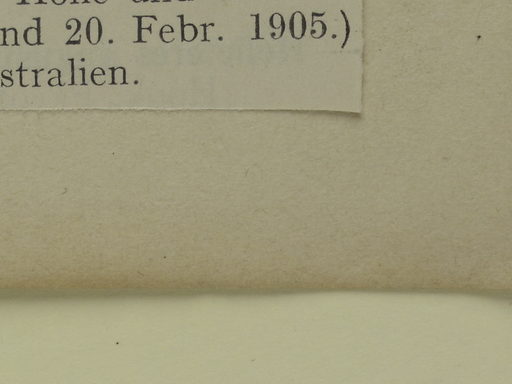 nd 20. Febr. 1905.)
stralien.